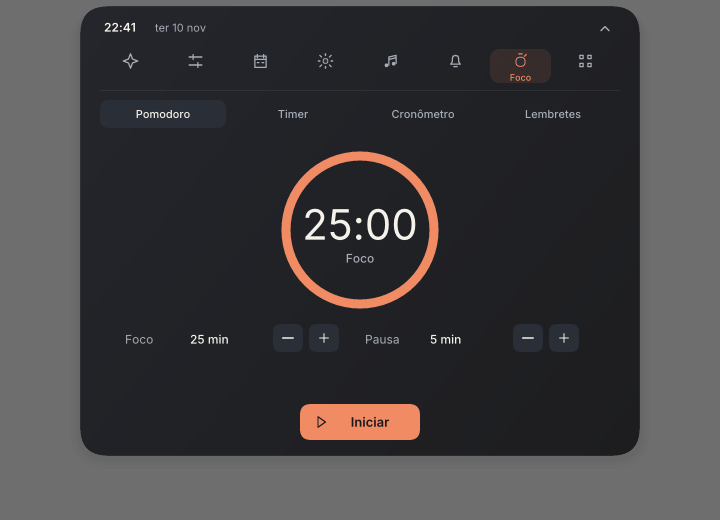 22:41 ter 10 nov
Foco
Pomodoro Timer Cronômetro Lembretes
25:00
Foco
Foco 25 min Pausa 5 min
Iniciar